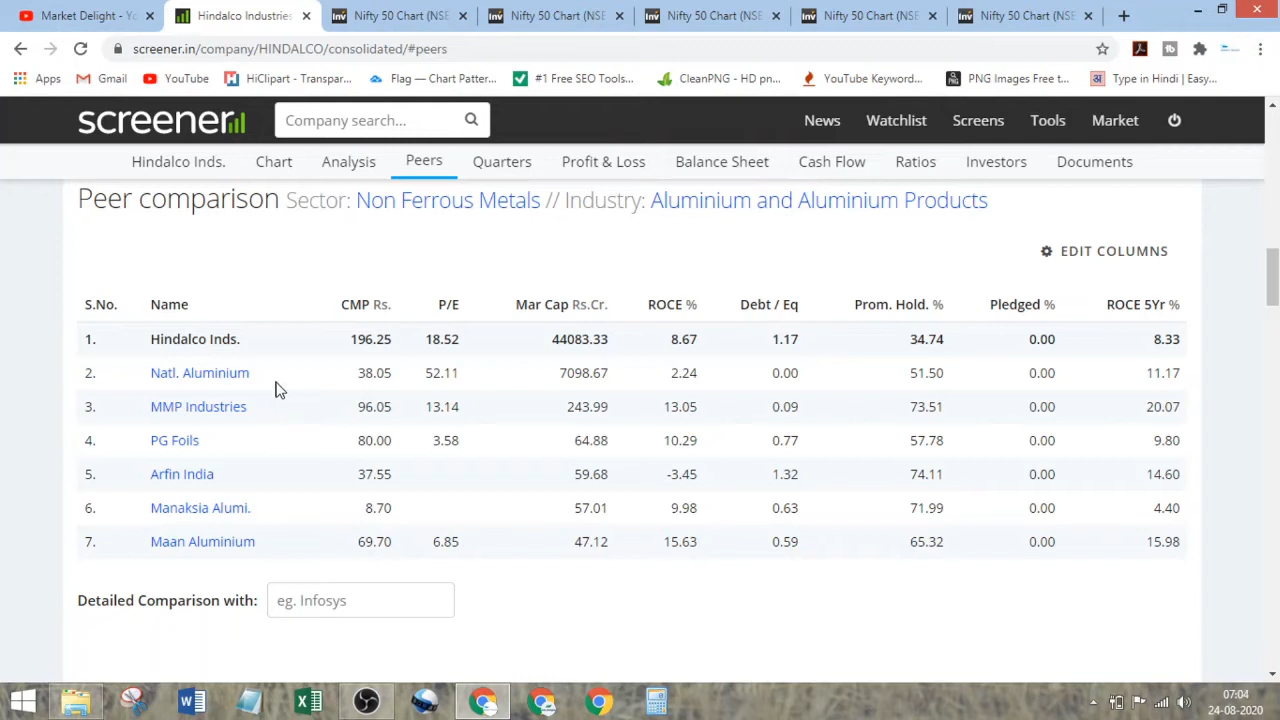 Market Delight - Yo
Hindalco Industries
Nifty 50 Chart (NSE
Nifty 50 Chart (NSE
Nifty 50 Chart (NSE
Nifty 50 Chart (NSE
Nifty 50 Chart (NSE
screener.in/company/HINDALCO/consolidated/#peers
Apps Gmail YouTube HiClipart - Transpar... Flag — Chart Patter... #1 Free SEO Tools... CleanPNG - HD pn... YouTube Keyword... PNG Images Free t... Type in Hindi | Easy...
screener Company search... News Watchlist Screens Tools Market
Hindalco Inds. Chart Analysis Peers Quarters Profit & Loss Balance Sheet Cash Flow Ratios Investors Documents
Peer comparison Sector: Non Ferrous Metals // Industry: Aluminium and Aluminium Products
EDIT COLUMNS
S.No. Name CMP Rs. P/E Mar Cap Rs.Cr. ROCE % Debt / Eq Prom. Hold. % Pledged % ROCE 5Yr %
1. Hindalco Inds. 196.25 18.52 44083.33 8.67 1.17 34.74 0.00 8.33
2. Natl. Aluminium 38.05 52.11 7098.67 2.24 0.00 51.50 0.00 11.17
3. MMP Industries 96.05 13.14 243.99 13.05 0.09 73.51 0.00 20.07
4. PG Foils 80.00 3.58 64.88 10.29 0.77 57.78 0.00 9.80
5. Arfin India 37.55 59.68 -3.45 1.32 74.11 0.00 14.60
6. Manaksia Alumi. 8.70 57.01 9.98 0.63 71.99 0.00 4.40
7. Maan Aluminium 69.70 6.85 47.12 15.63 0.59 65.32 0.00 15.98
Detailed Comparison with: eg. Infosys
07:04
24-08-2020